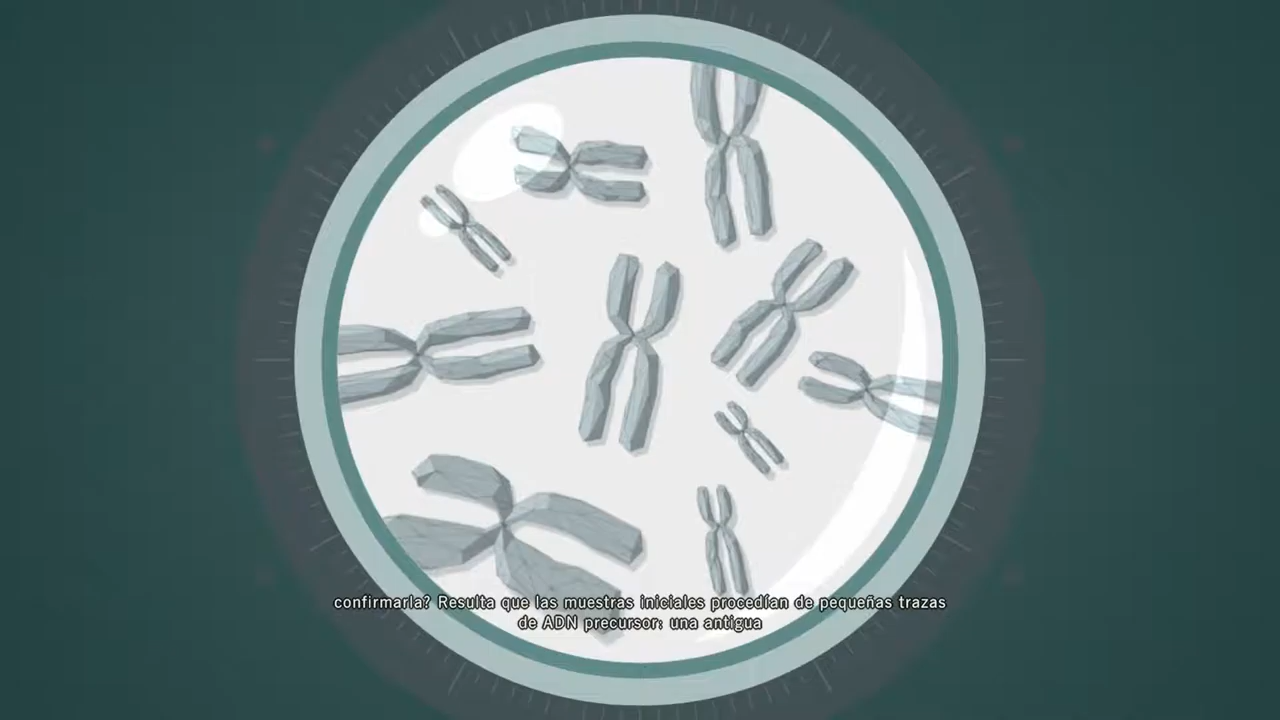 confirmarla? Resulta que las muestras iniciales procedían de pequeñas trazas
de ADN precursor: una antigua